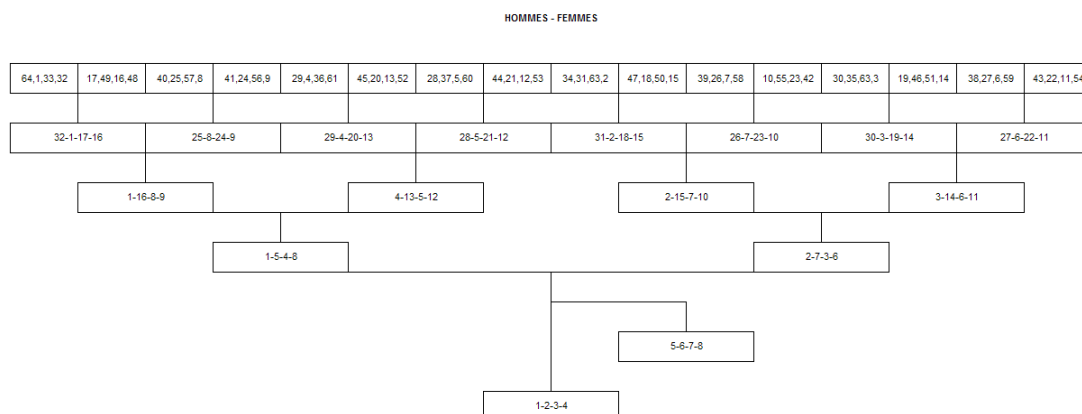 HOMMES - FEMMES
64,1,33,32 17,49,16,48 40,25,57,8 41,24,56,9 29,4,36,61 45,20,13,52 28,37,5,60 44,21,12,53 34,31,63,2 47,18,50,15 39,26,7,58 10,55,23,42 30,35,63,3 19,46,51,14 38,27,6,59 43,22,11,54
32-1-17-16 25-8-24-9 29-4-20-13 28-5-21-12 31-2-18-15 26-7-23-10 30-3-19-14 27-6-22-11
1-16-8-9 4-13-5-12 2-15-7-10 3-14-6-11
1-5-4-8 2-7-3-6
5-6-7-8
1-2-3-4